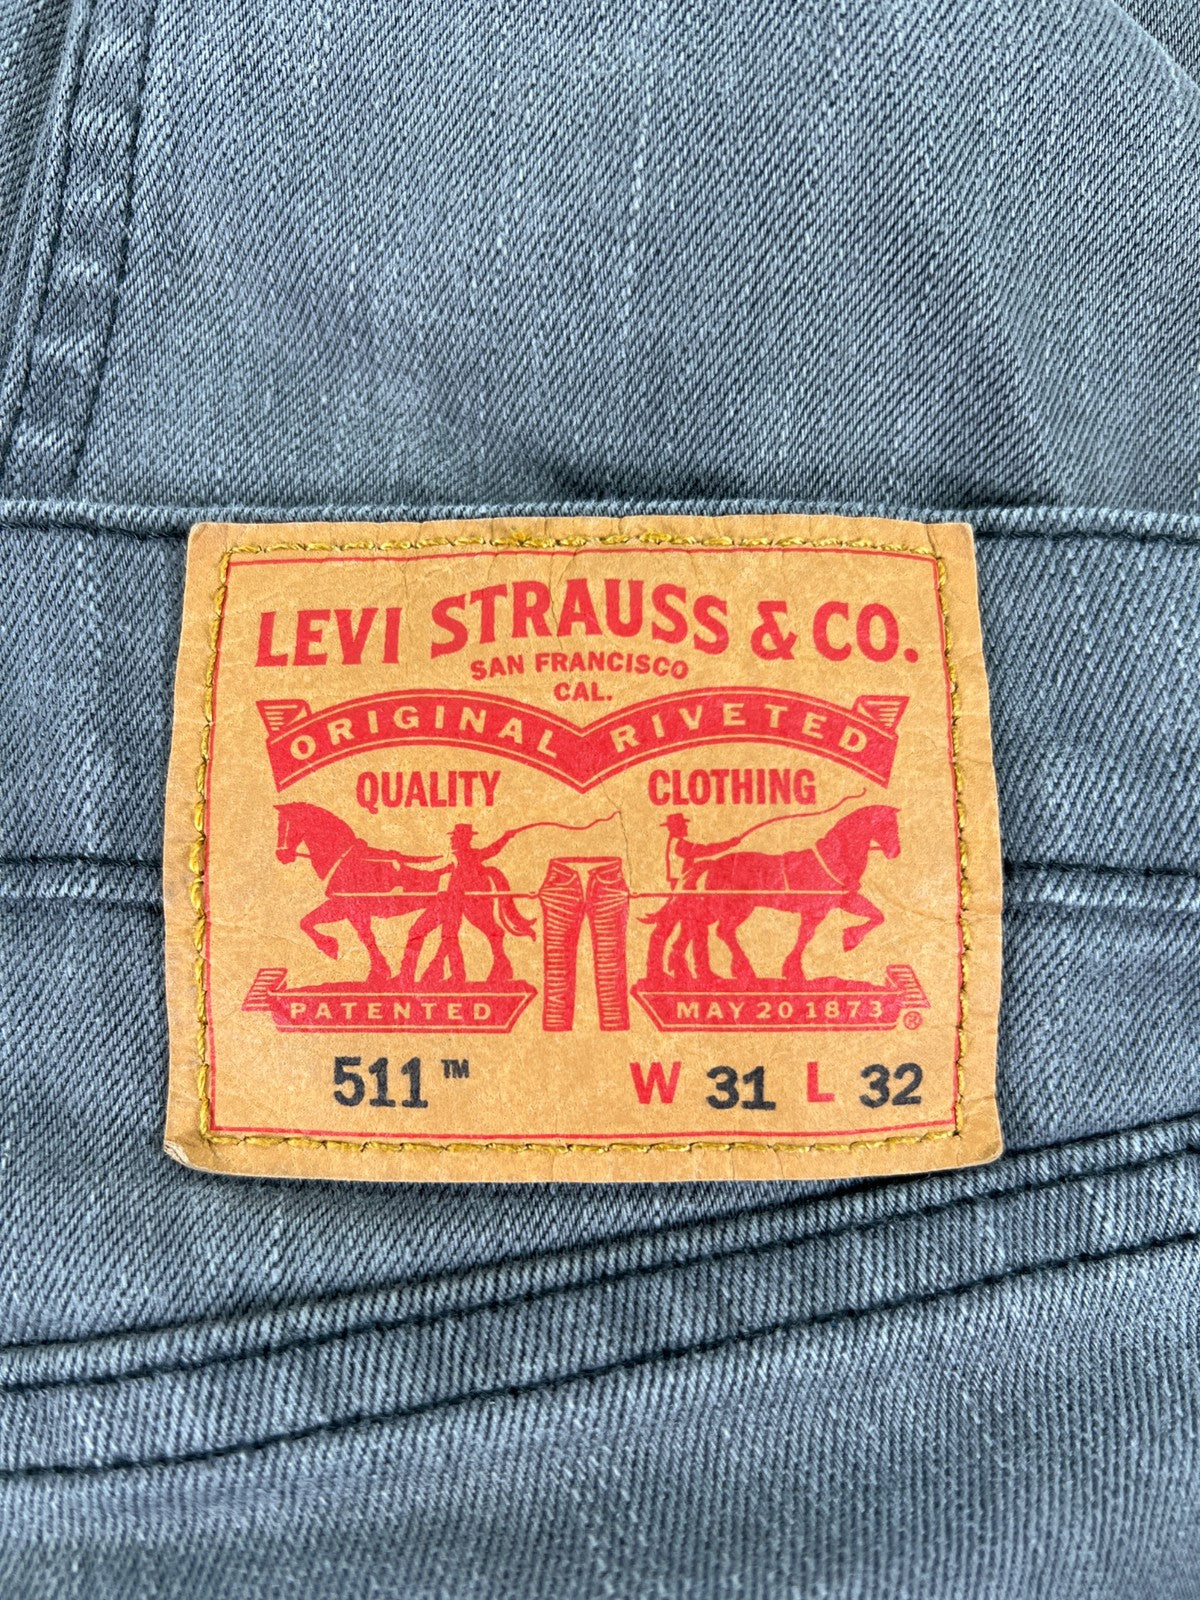 LEVI STRAUSS & CO.
SAN FRANCISCO
CAL.
ORIGINAL RIVETED
QUALITY CLOTHING
PATENTED MAY 20 1873 ®
511™ W 31 L 32